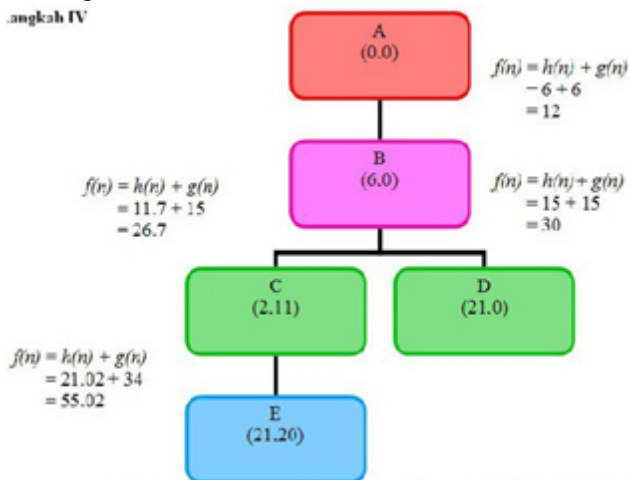 .angkah IV
A
(0.0)
f(n) = h(n) + g(n)
= 6 + 6
= 12
B
(6.0)
f(n) = h(n) + g(n)
= 11.7 + 15
= 26.7
f(n) = h(n) + g(n)
= 15 + 15
= 30
C
(2.11)
D
(21.0)
f(n) = h(n) + g(n)
= 21.02 + 34
= 55.02
E
(21.20)